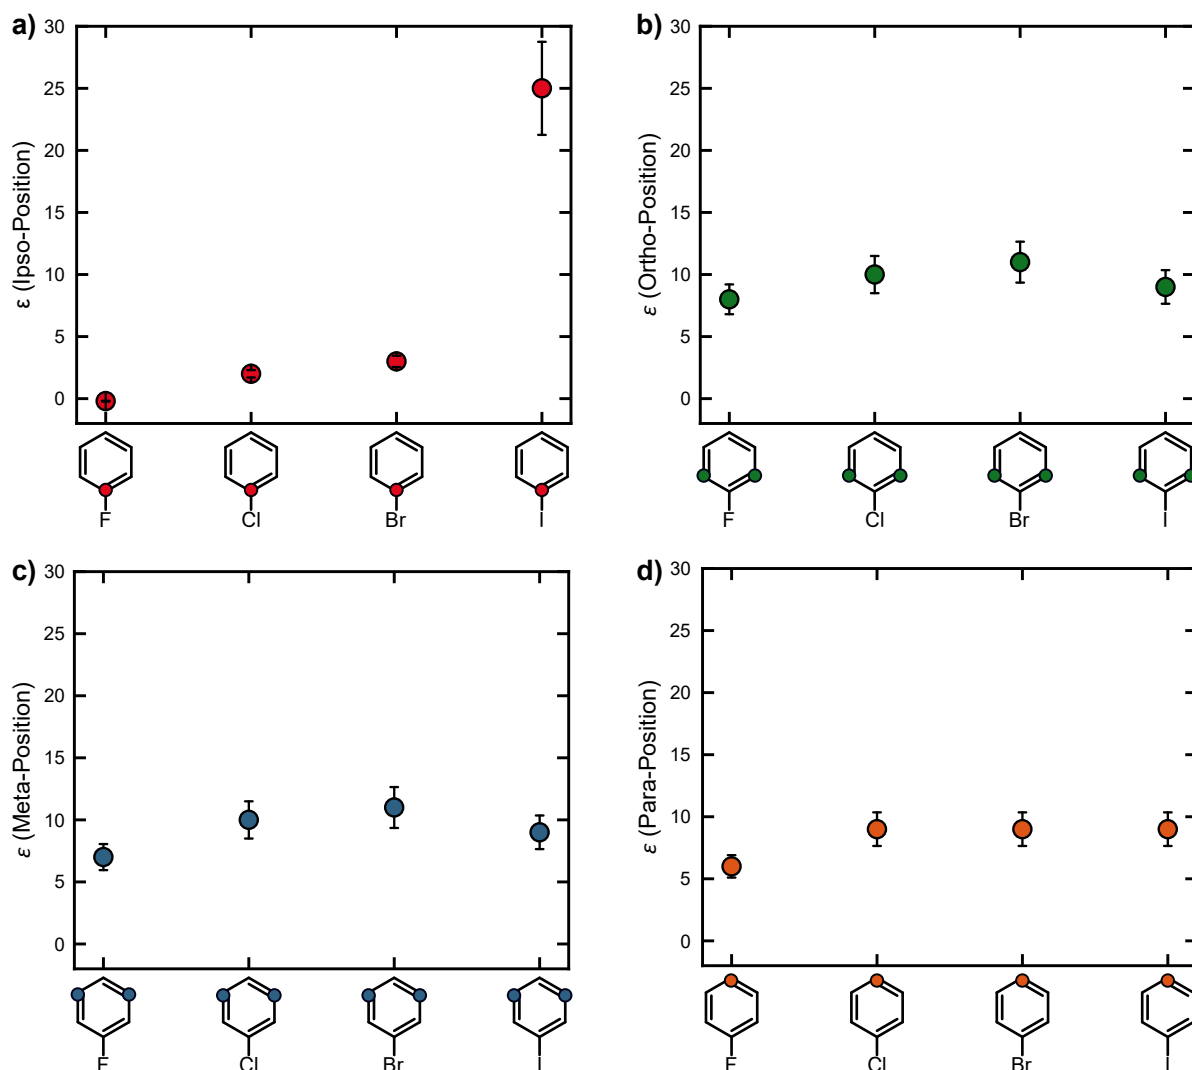 a)
ε (Ipso-Position)
30
25
20
15
10
5
0
F Cl Br I
b)
ε (Ortho-Position)
30
25
20
15
10
5
0
F Cl Br I
c)
ε (Meta-Position)
30
25
20
15
10
5
0
F Cl Br I
d)
ε (Para-Position)
30
25
20
15
10
5
0
F Cl Br I